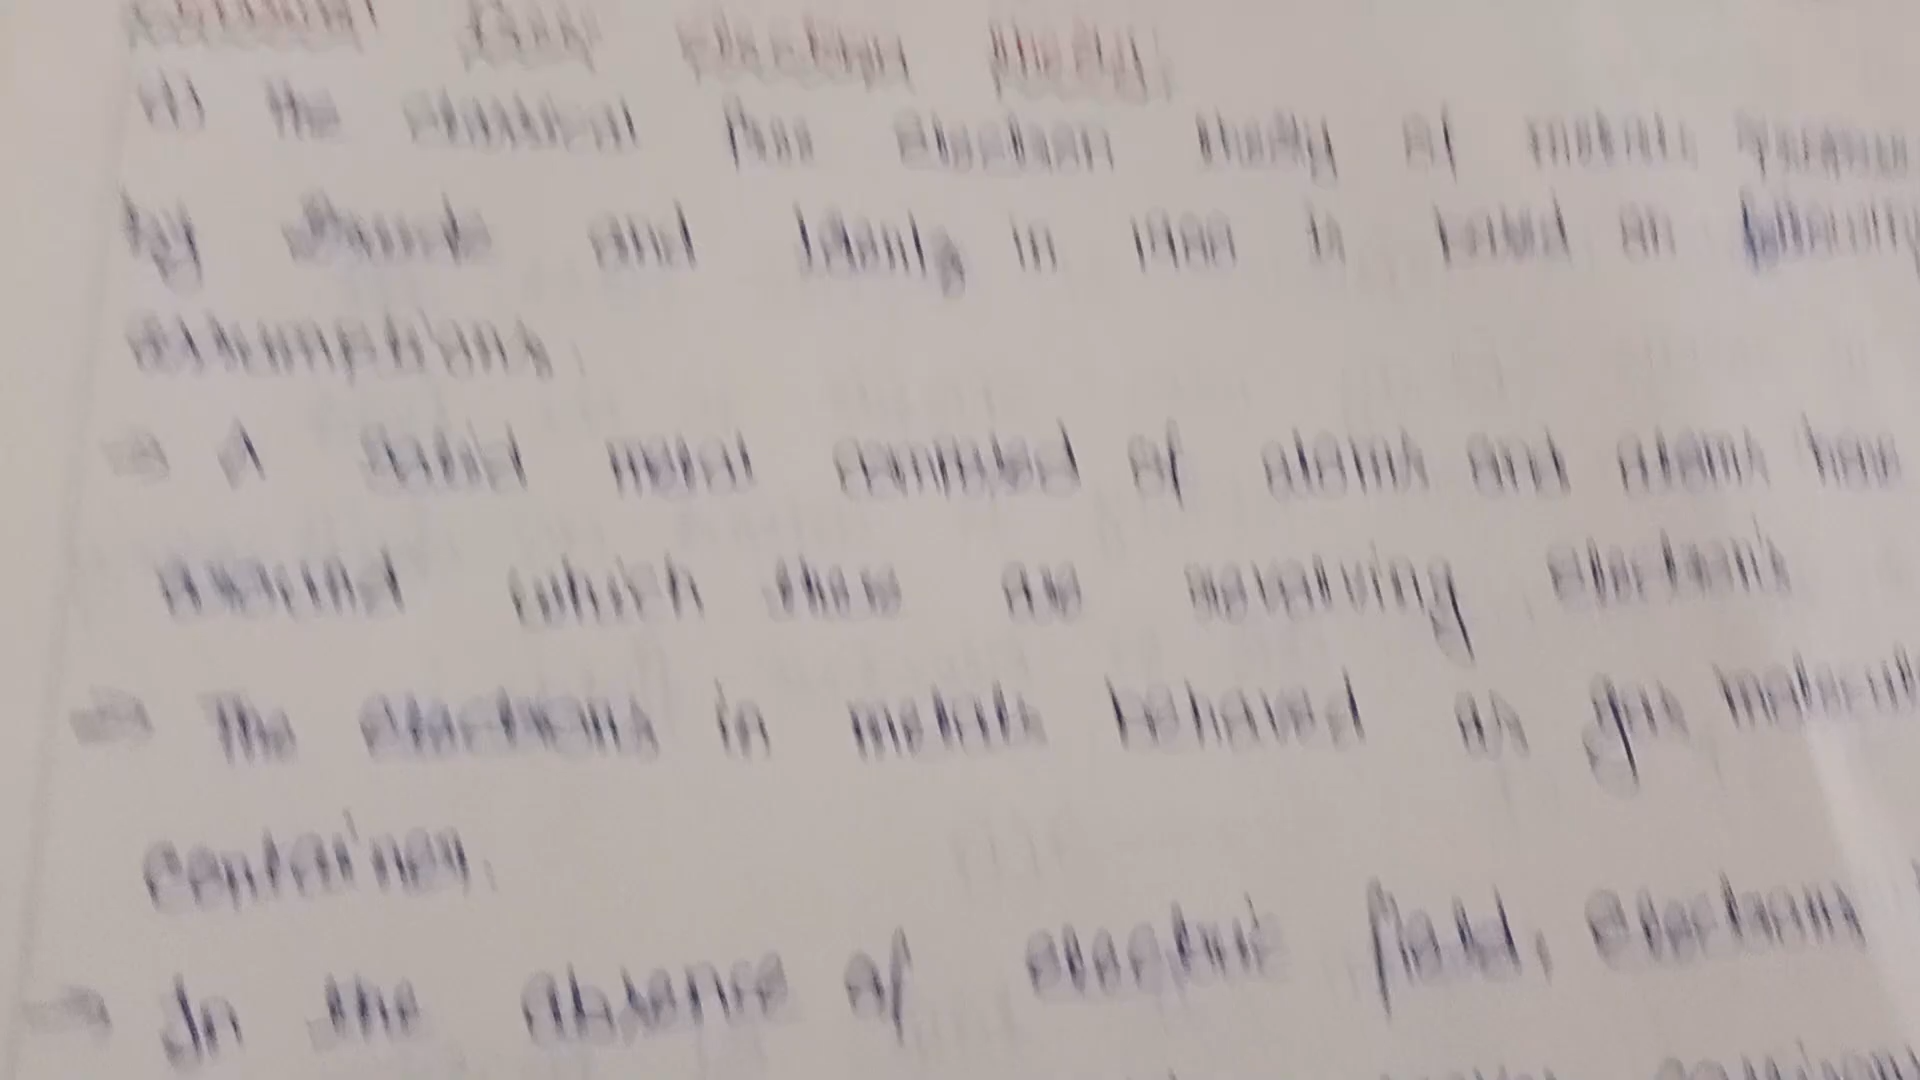 classical free electron theory.
(1) the classical free electron theory of metals
by Drude and Lorentz in 1900 is based on following
assumptions.
→ A solid metal composed of atoms and atoms have
around which there are revolving electrons
→ The electrons in metals behaved as gas
container.
→ In the absence of electric field, electrons